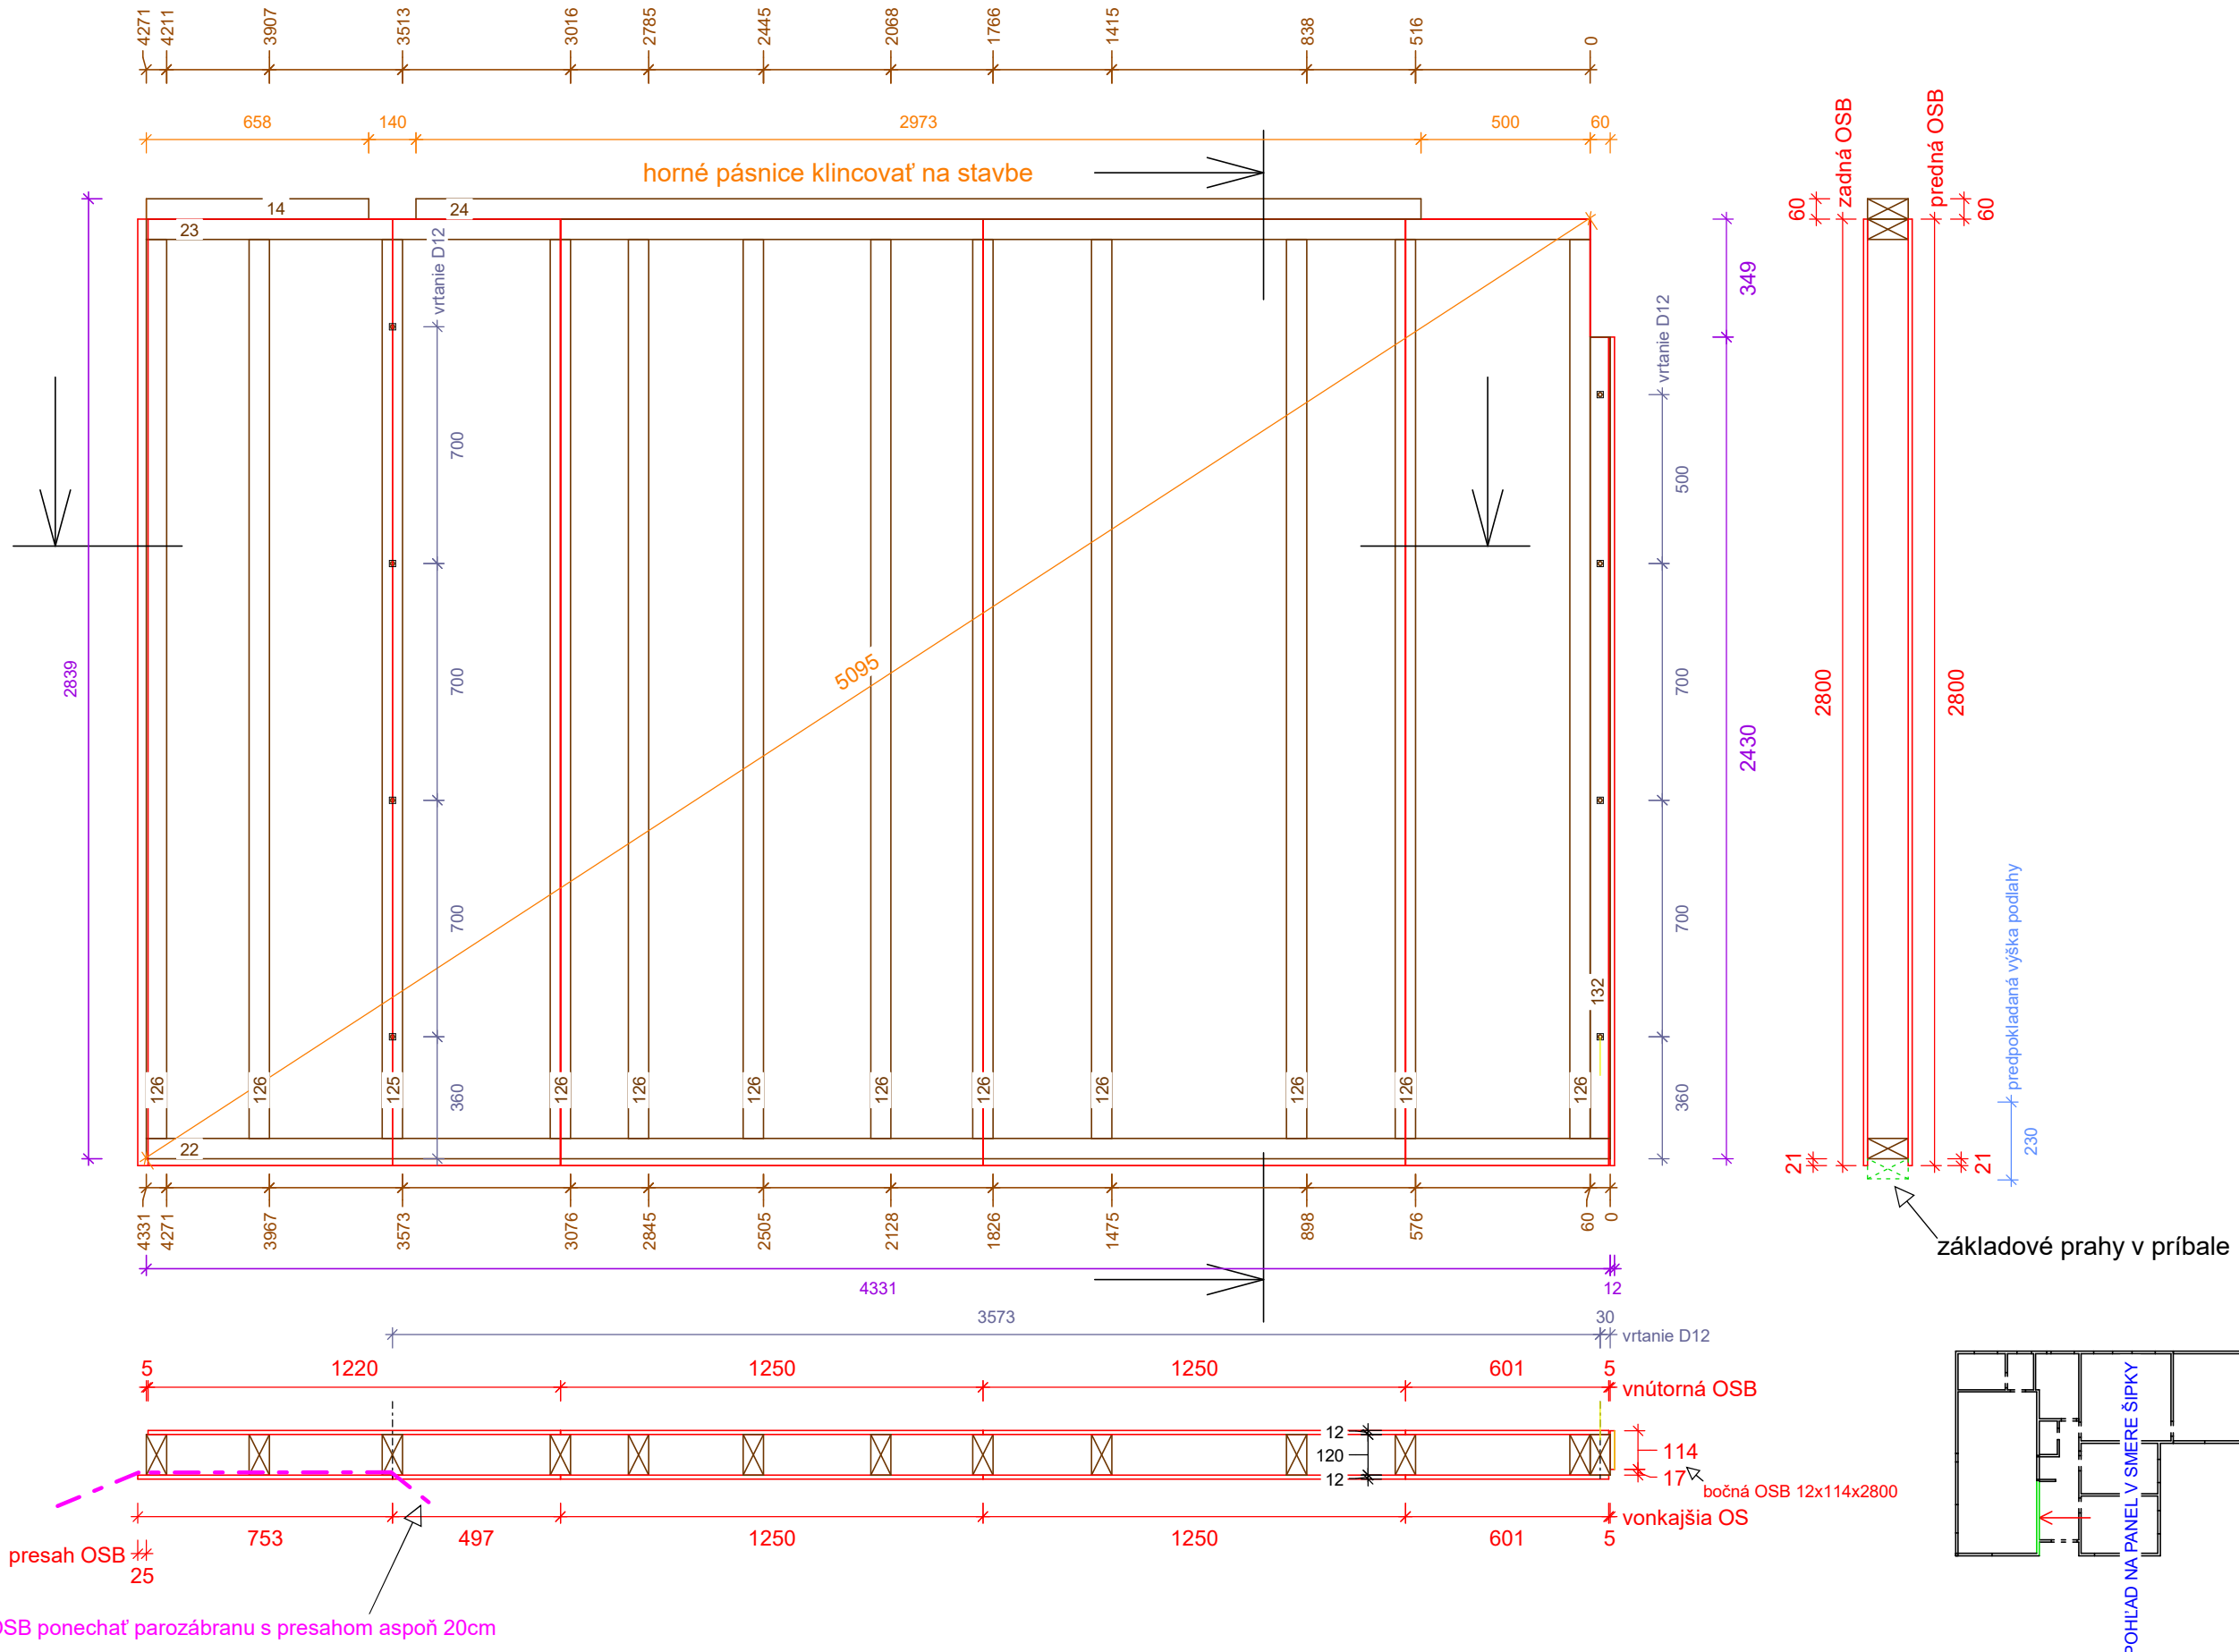 4271 4211 3907 3513 3016 2785 2445 2068 1766 1415 838 516 0
658 140 2973 500 60
horné pásnice klincovať na stavbe
zadná OSB
predná OSB
60
60
14
24
23
vrtanie D12
vrtanie D12
349
700
500
2839
5095
700
700
2430
2800
2800
700
700
predpokladaná výška podlahy
132
126 126 125 126 126 126 126 126 126 126 126 126
360
360
230
22
21
21
4331 4271 3967 3573 3076 2845 2505 2128 1826 1475 898 576 60 0
základové prahy v príbale
4331
12
3573
30
vrtanie D12
5 1220 1250 1250 601 5
vnútorná OSB
12
120
12
114
17
bočná OSB 12x114x2800
753 497 1250 1250 601 5
vonkajšia OS
presah OSB
25
OSB ponechať parozábranu s presahom aspoň 20cm
POHĽAD NA PANEL V SMERE ŠIPKY